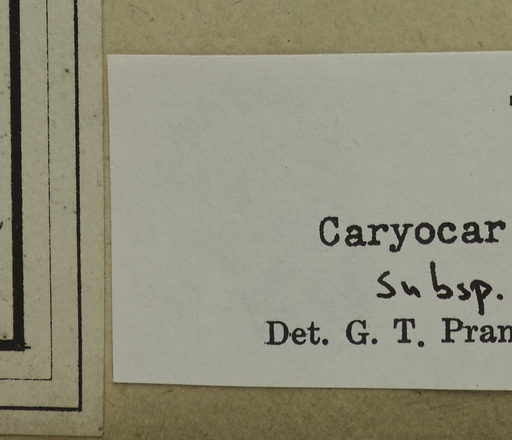 Caryocar
subsp.
Det. G. T. Pran